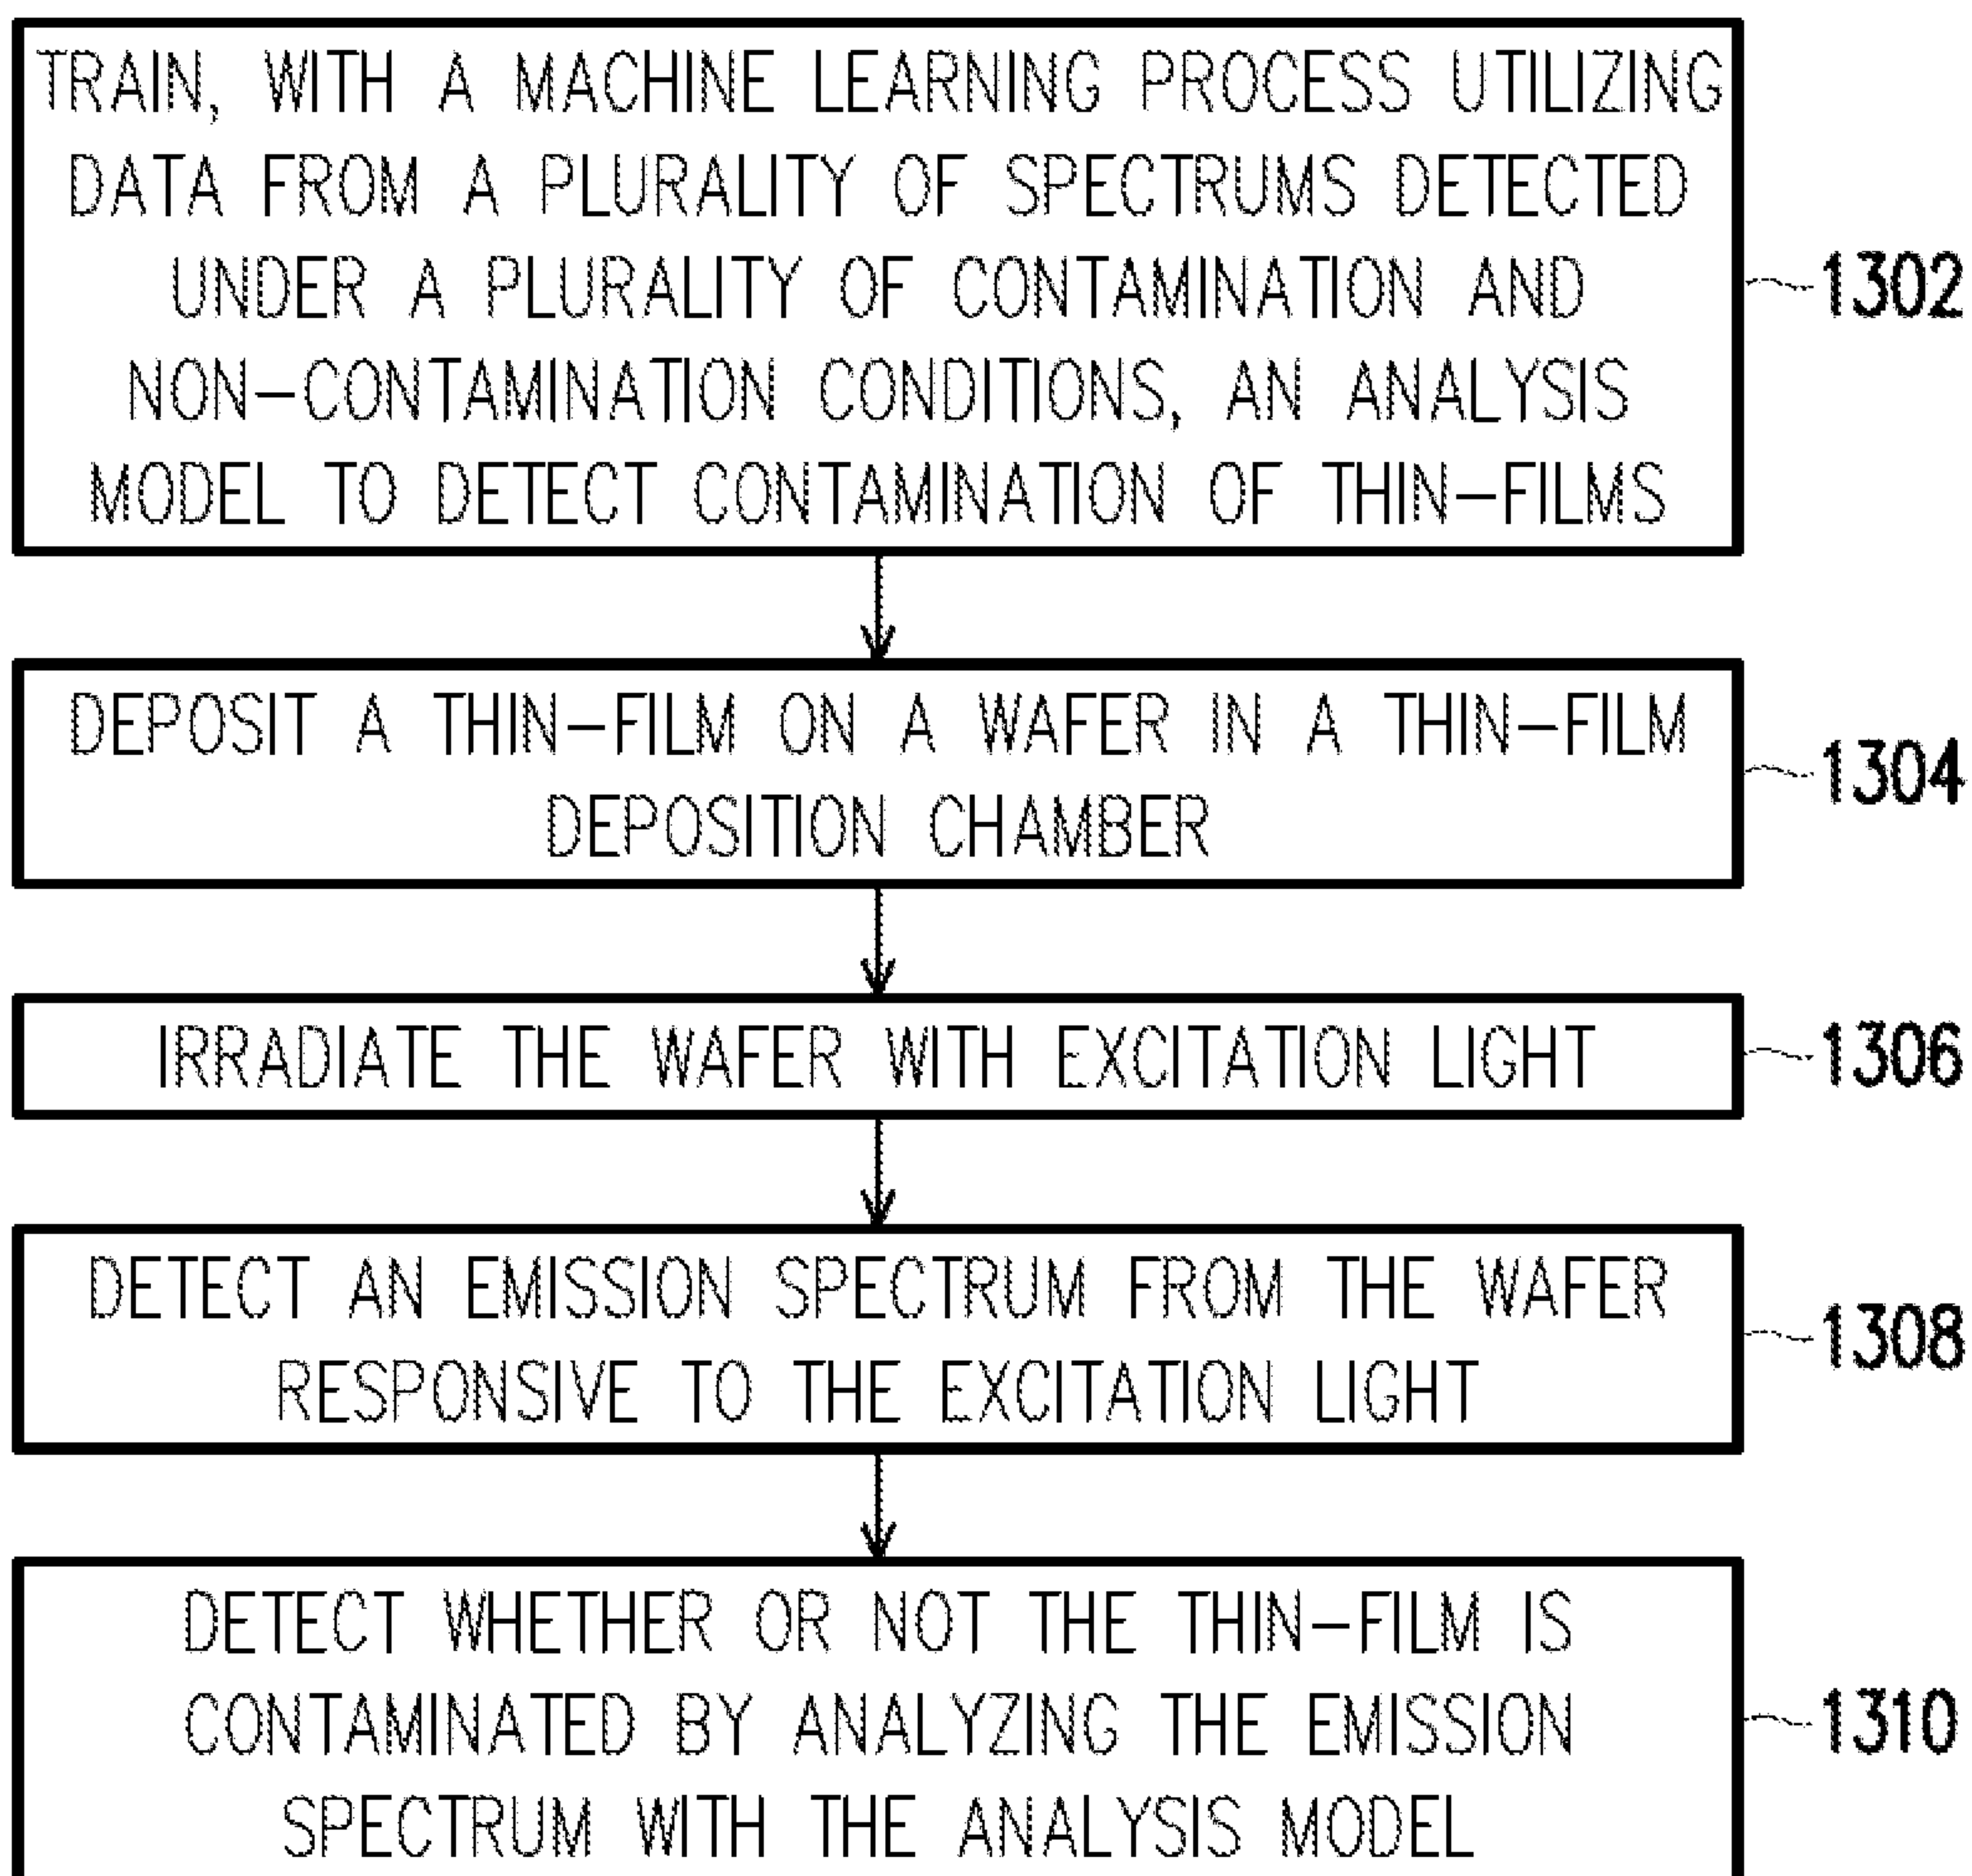 TRAIN, WITH A MACHINE LEARNING PROCESS UTILIZING
DATA FROM A PLURALITY OF SPECTRUMS DETECTED
UNDER A PLURALITY OF CONTAMINATION AND
NON-CONTAMINATION CONDITIONS, AN ANALYSIS
MODEL TO DETECT CONTAMINATION OF THIN-FILMS
1302
DEPOSIT A THIN-FILM ON A WAFER IN A THIN-FILM
DEPOSITION CHAMBER
1304
IRRADIATE THE WAFER WITH EXCITATION LIGHT
1306
DETECT AN EMISSION SPECTRUM FROM THE WAFER
RESPONSIVE TO THE EXCITATION LIGHT
1308
DETECT WHETHER OR NOT THE THIN-FILM IS
CONTAMINATED BY ANALYZING THE EMISSION
SPECTRUM WITH THE ANALYSIS MODEL
1310